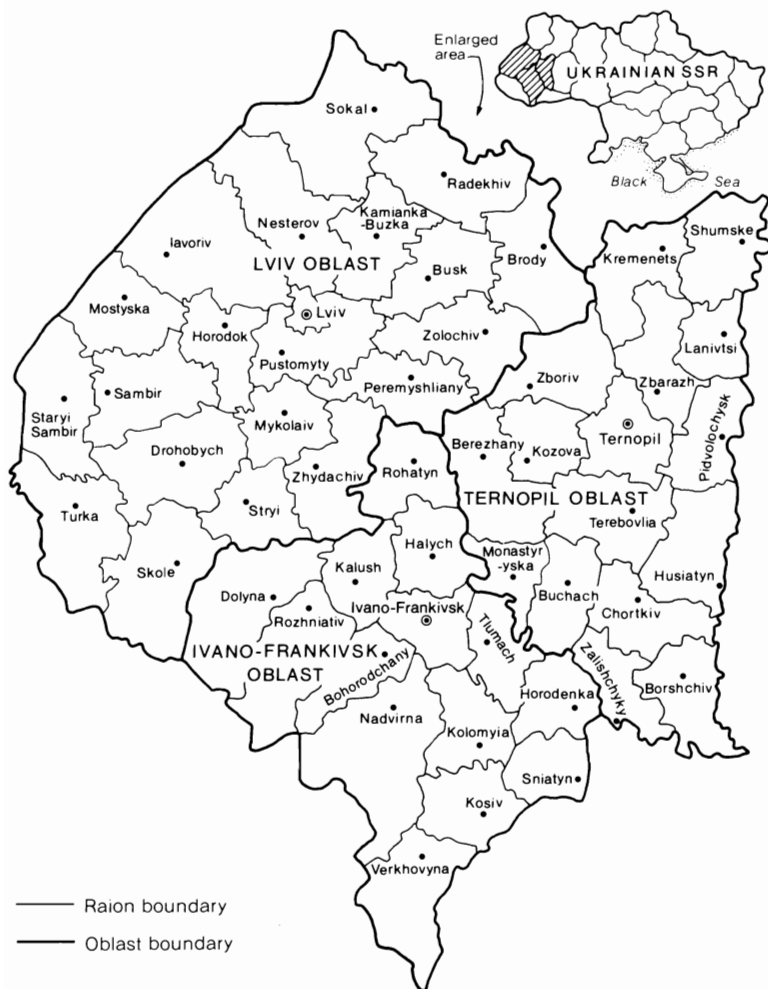 Enlarged
area
UKRAINIAN SSR
Black Sea
Sokal
Radekhiv
Nesterov
Kamianka
-Buzka
Iavoriv
LVIV OBLAST
Busk
Brody
Kremenets
Shumske
Mostyska
Horodok
Lviv
Zolochiv
Lanivtsi
Pustomyty
Peremyshliany
Zboriv
Zbarazh
Staryi
Sambir
Sambir
Mykolaiv
Drohobych
Zhydachiv
Rohatyn
Berezhany
Kozova
Ternopil
Pidvolochysk
TERNOPIL OBLAST
Turka
Stryi
Terebovlia
Skole
Kalush
Halych
Monastyr
-yska
Buchach
Husiatyn
Chortkiv
Dolyna
Rozhniativ
Ivano-Frankivsk
Tlumach
IVANO-FRANKIVSK
OBLAST
Bohorodchany
Zalishchyky
Borshchiv
Horodenka
Nadvirna
Kolomyia
Sniatyn
Kosiv
Verkhovyna
Raion boundary
Oblast boundary